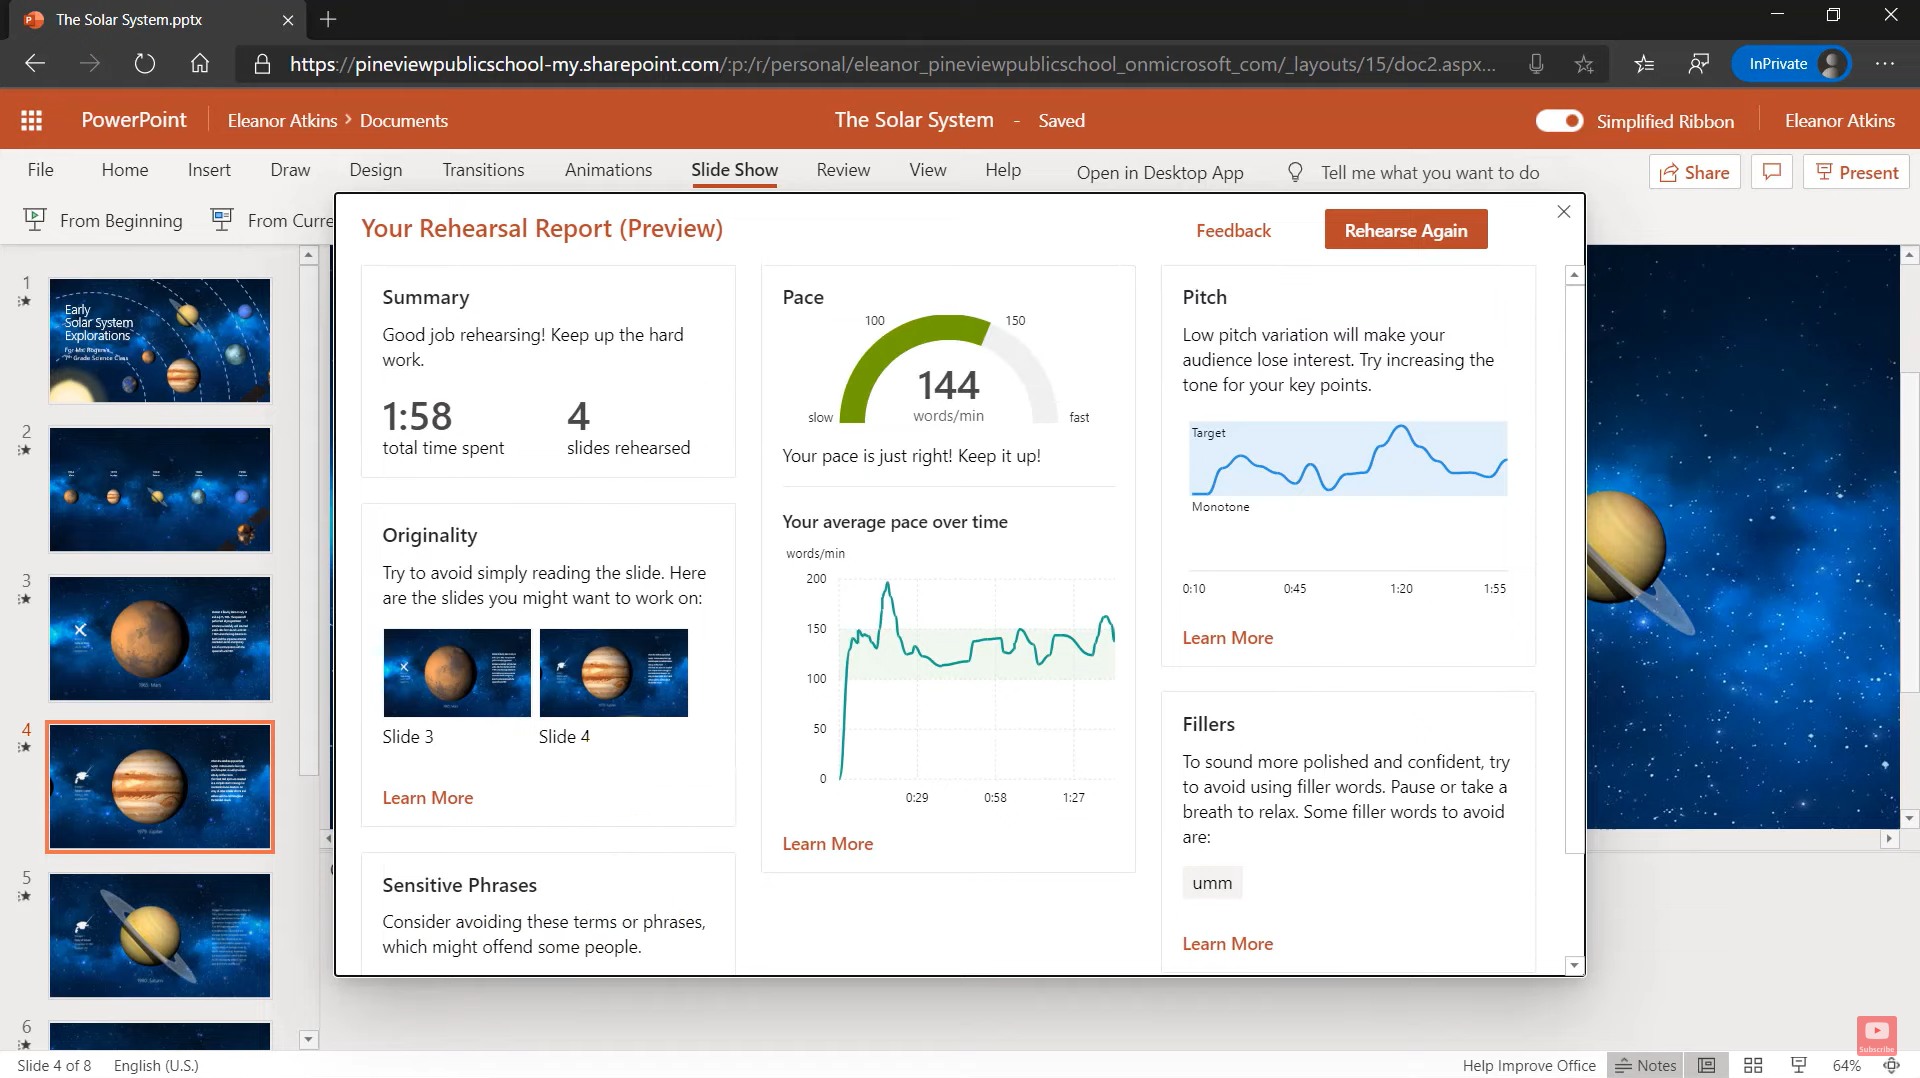 The Solar System.pptx
https://pineviewpublicschool-my.sharepoint.com/:p:/r/personal/eleanor_pineviewpublicschool_onmicrosoft_com/_layouts/15/doc2.aspx...
InPrivate
PowerPoint
Eleanor Atkins > Documents
The Solar System - Saved
Simplified Ribbon
Eleanor Atkins
File
Home
Insert
Draw
Design
Transitions
Animations
Slide Show
Review
View
Help
Open in Desktop App
Tell me what you want to do
Share
Present
From Beginning
From Curre
1
Early
Solar System
Explorations
For Mr. Rogers's
7th Grade Science Class
2
3
1965: Mars
4
1979: Jupiter
5
6
Your Rehearsal Report (Preview)
Feedback
Rehearse Again
Summary
Good job rehearsing! Keep up the hard
work.
1:58
total time spent
4
slides rehearsed
Originality
Try to avoid simply reading the slide. Here
are the slides you might want to work on:
Slide 3
Slide 4
Learn More
Sensitive Phrases
Consider avoiding these terms or phrases,
which might offend some people.
Pace
100
150
144
words/min
slow
fast
Your pace is just right! Keep it up!
Your average pace over time
words/min
200
150
100
50
0
0:29
0:58
1:27
Learn More
Pitch
Low pitch variation will make your
audience lose interest. Try increasing the
tone for your key points.
Target
Monotone
0:10
0:45
1:20
1:55
Learn More
Fillers
To sound more polished and confident, try
to avoid using filler words. Pause or take a
breath to relax. Some filler words to avoid
are:
umm
Learn More
Subscribe
Slide 4 of 8
English (U.S.)
Help Improve Office
Notes
64%